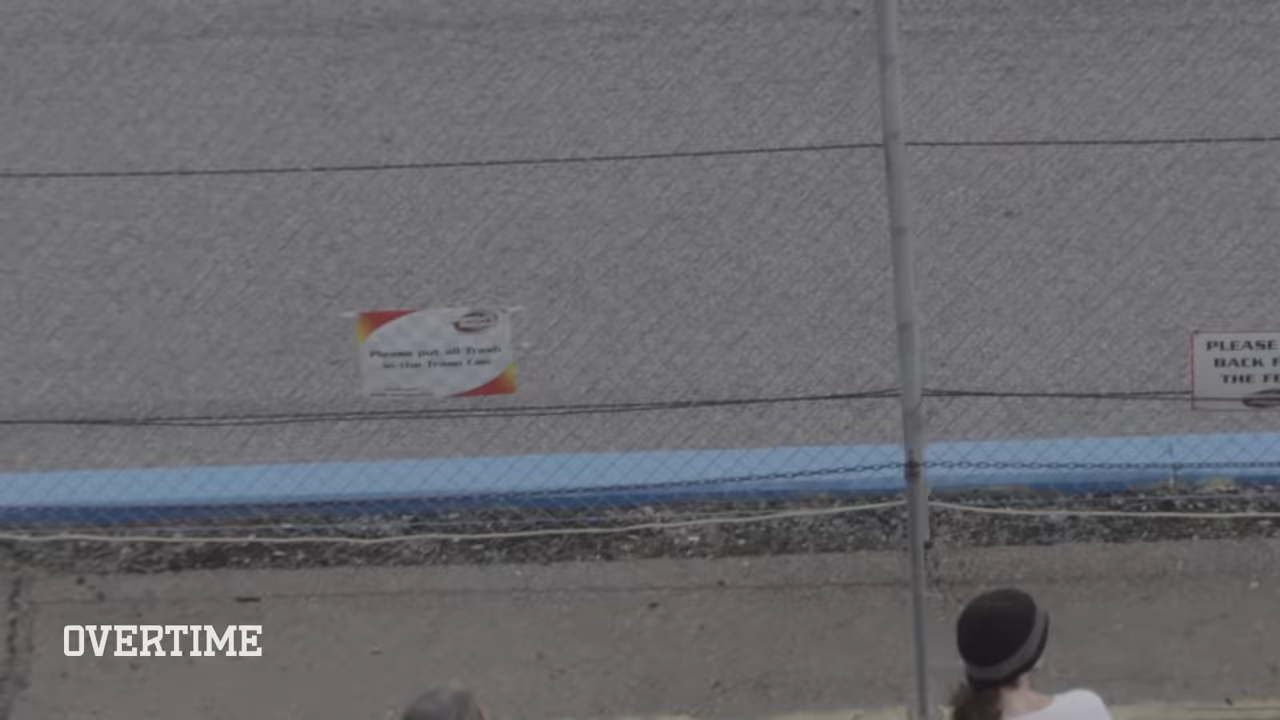 Please put all Trash
in the Trash Can
PLEASE
BACK
THE
OVERTIME